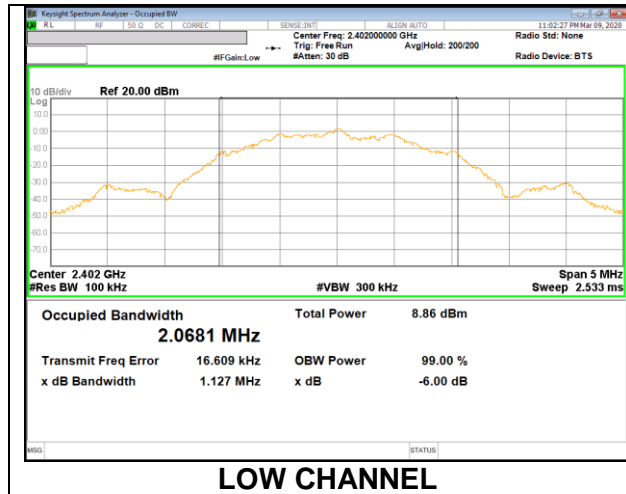 Keysight Spectrum Analyzer - Occupied BW
RL RF 50 Ω DC CORREC SENSE:INT ALIGN AUTO 11:02:27 PM Mar 09, 2020
Center Freq: 2.402000000 GHz Radio Std: None
Trig: Free Run Avg|Hold: 200/200
#IFGain:Low #Atten: 30 dB Radio Device: BTS
10 dB/div Ref 20.00 dBm
Log
10.0
0.00
-10.0
-20.0
-30.0
-40.0
-50.0
-60.0
-70.0
Center 2.402 GHz Span 5 MHz
#Res BW 100 kHz #VBW 300 kHz Sweep 2.533 ms
Occupied Bandwidth Total Power 8.86 dBm
2.0681 MHz
Transmit Freq Error 16.609 kHz OBW Power 99.00 %
x dB Bandwidth 1.127 MHz x dB -6.00 dB
MSG STATUS
LOW CHANNEL